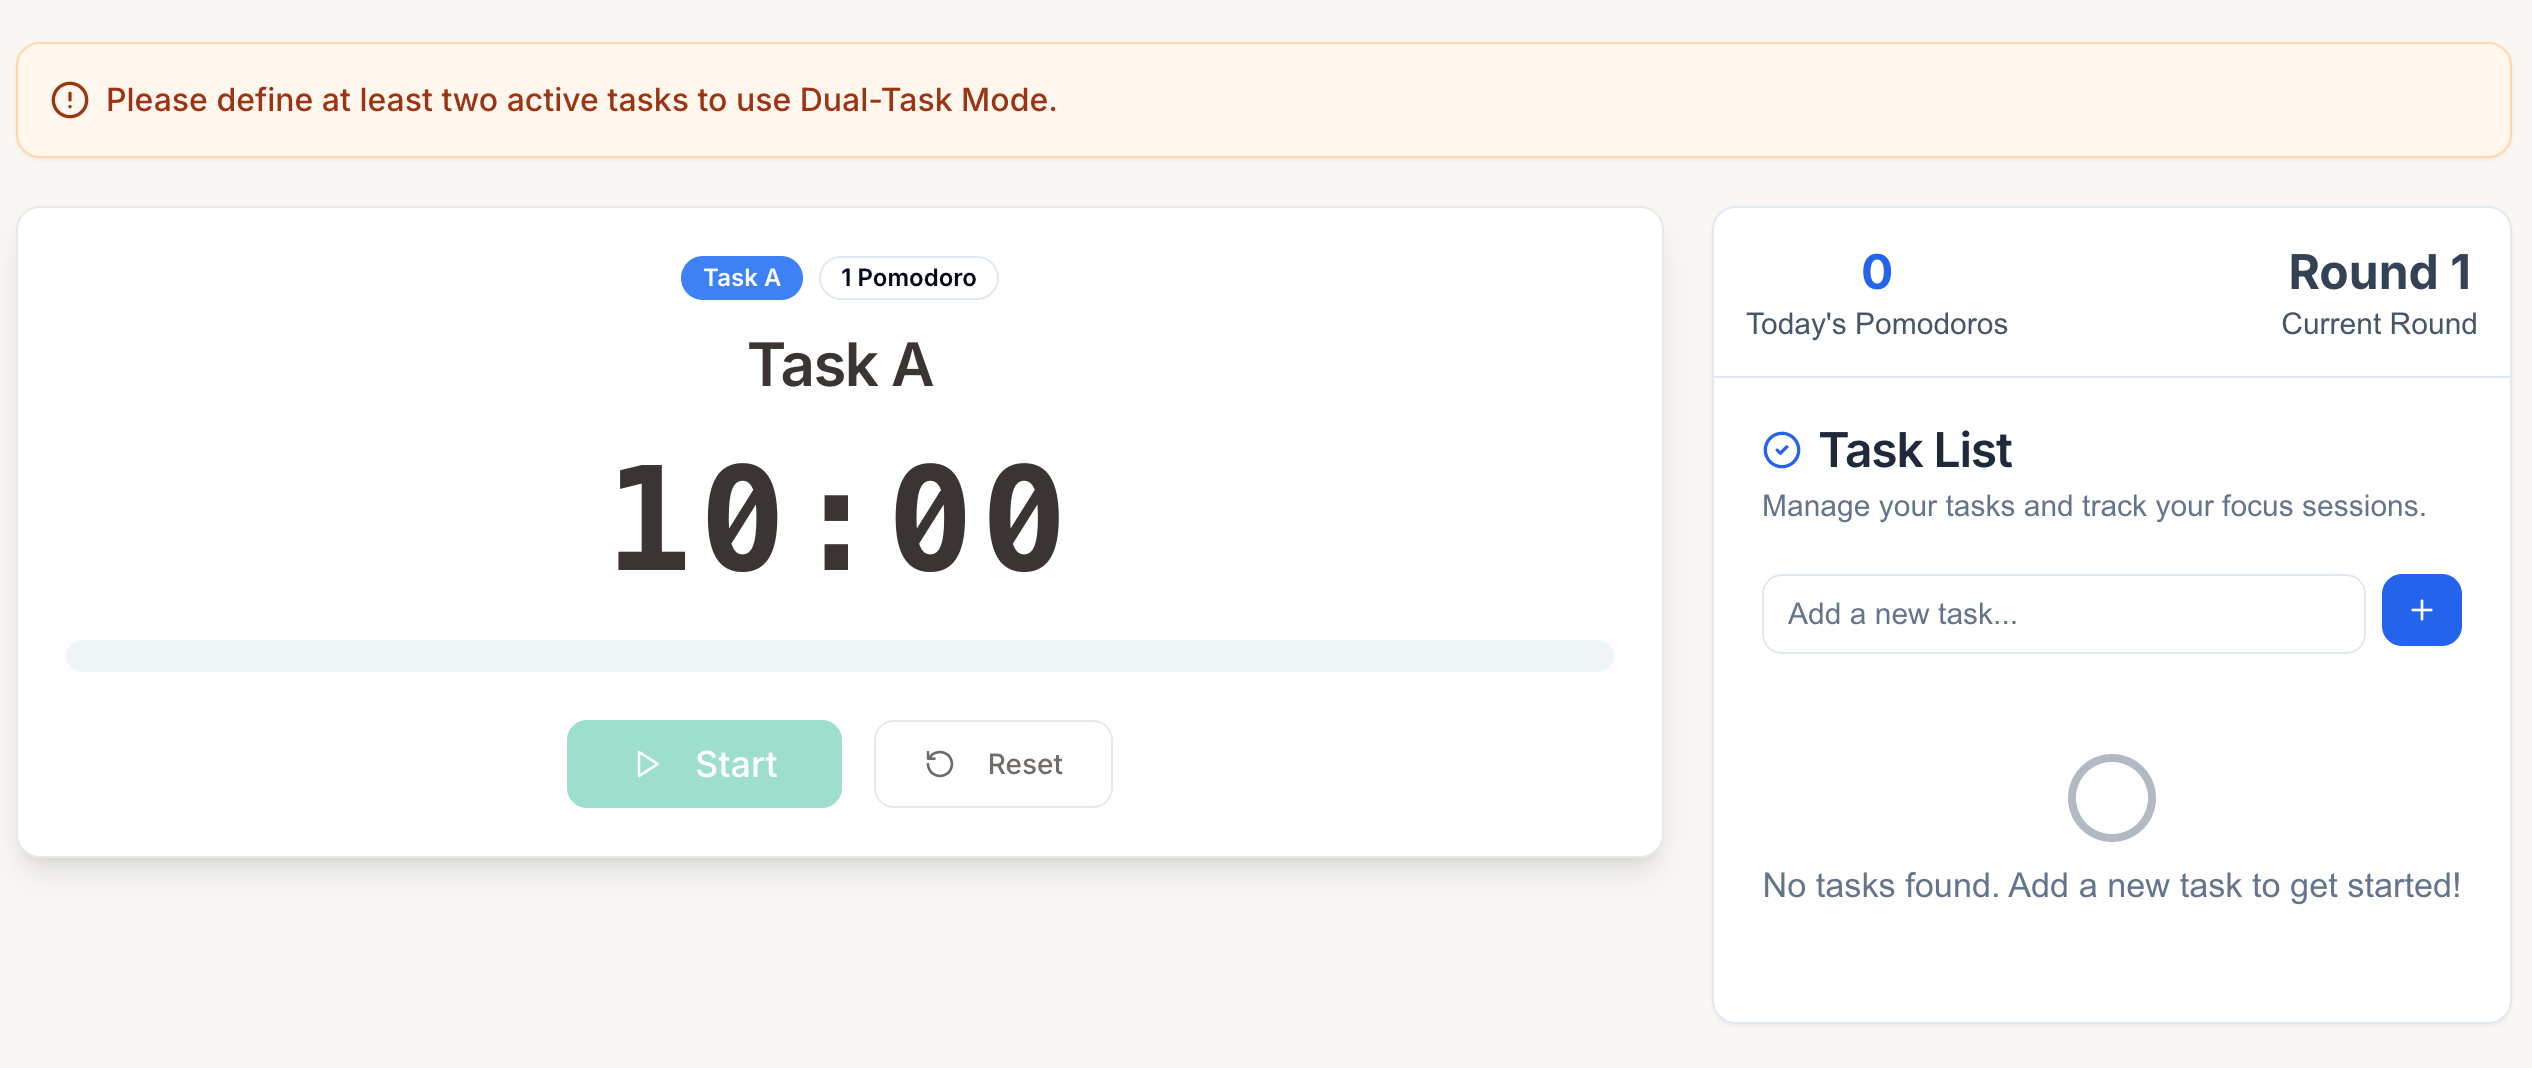 Please define at least two active tasks to use Dual-Task Mode.
Task A
1 Pomodoro
Task A
10:00
Start
Reset
0
Today's Pomodoros
Round 1
Current Round
Task List
Manage your tasks and track your focus sessions.
Add a new task...
No tasks found. Add a new task to get started!